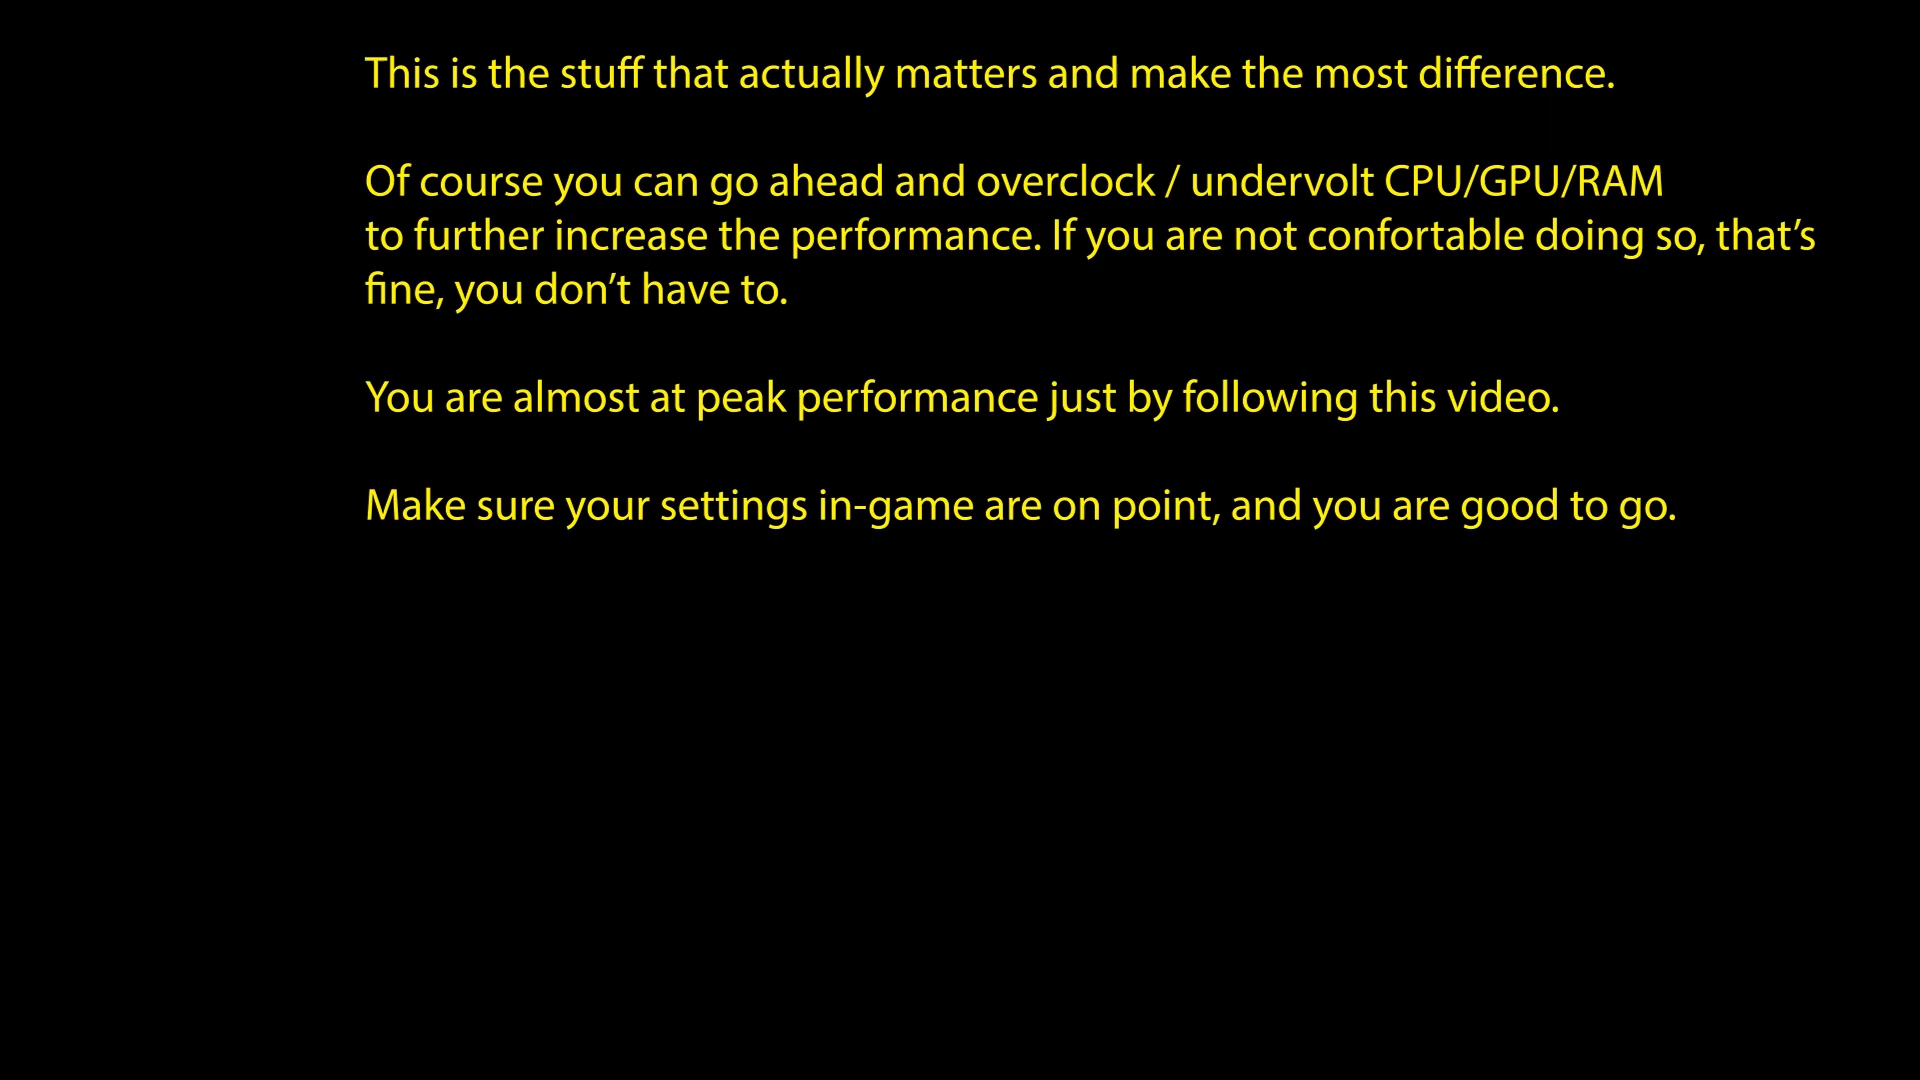 This is the stuff that actually matters and make the most difference.
Of course you can go ahead and overclock / undervolt CPU/GPU/RAM
to further increase the performance. If you are not confortable doing so, that’s
fine, you don’t have to.
You are almost at peak performance just by following this video.
Make sure your settings in-game are on point, and you are good to go.